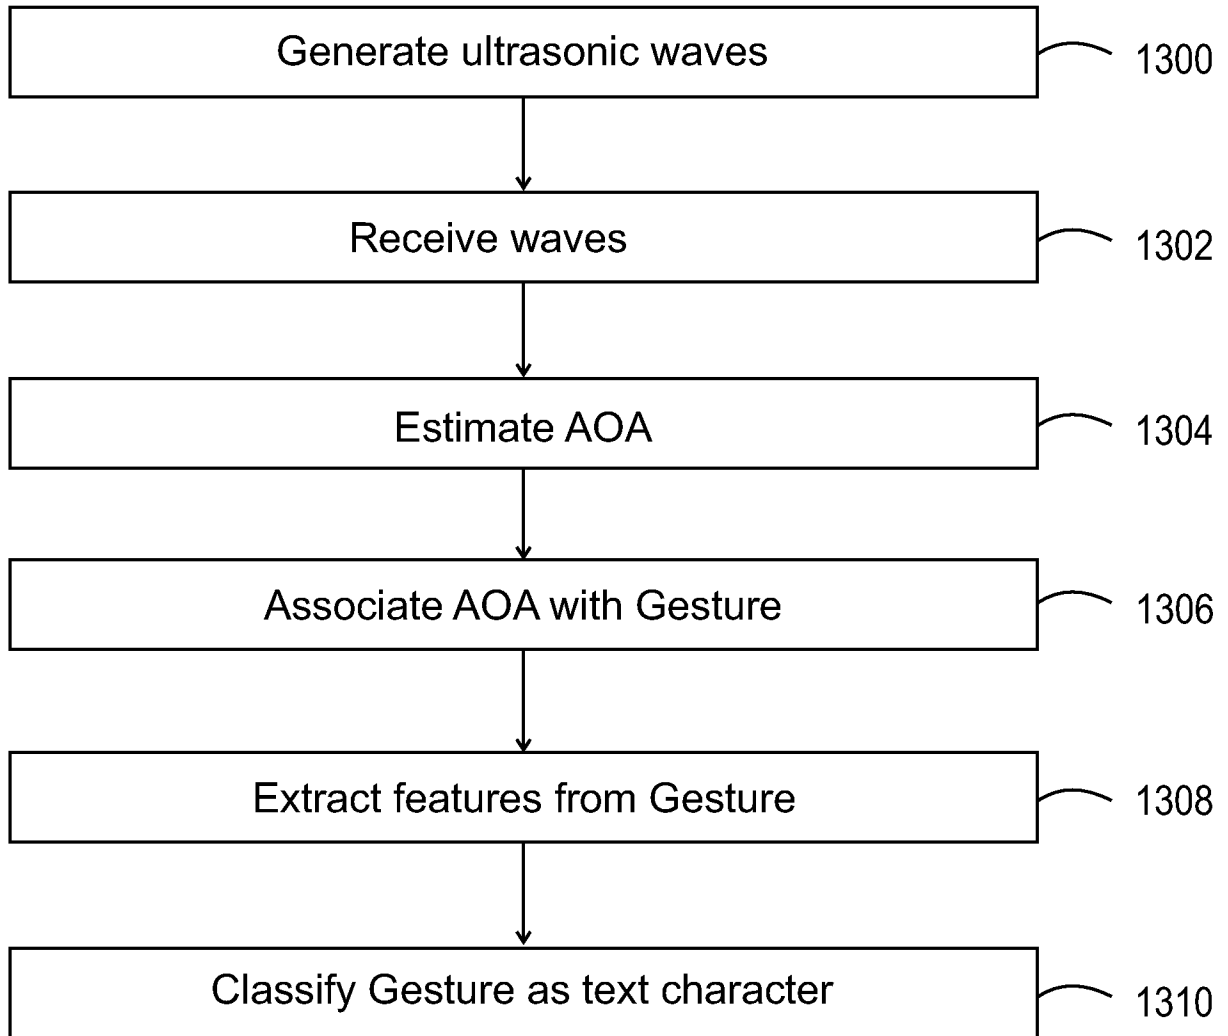 Generate ultrasonic waves
1300
Receive waves
1302
Estimate AOA
1304
Associate AOA with Gesture
1306
Extract features from Gesture
1308
Classify Gesture as text character
1310